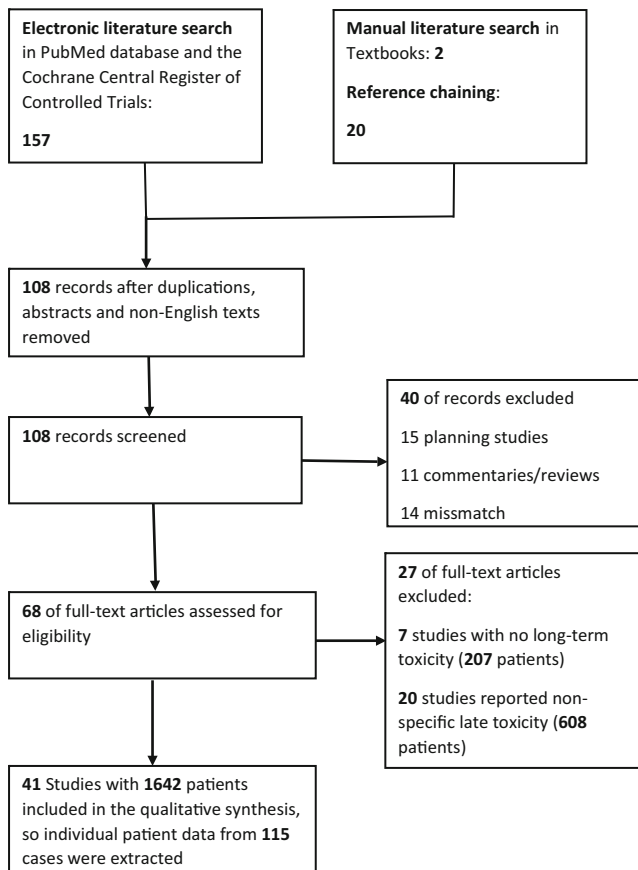 Electronic literature search
in PubMed database and the
Cochrane Central Register of
Controlled Trials:
157
Manual literature search in
Textbooks: 2
Reference chaining:
20
108 records after duplications,
abstracts and non-English texts
removed
108 records screened
40 of records excluded
15 planning studies
11 commentaries/reviews
14 missmatch
68 of full-text articles assessed for
eligibility
27 of full-text articles
excluded:
7 studies with no long-term
toxicity (207 patients)
20 studies reported non-
specific late toxicity (608
patients)
41 Studies with 1642 patients
included in the qualitative synthesis,
so individual patient data from 115
cases were extracted